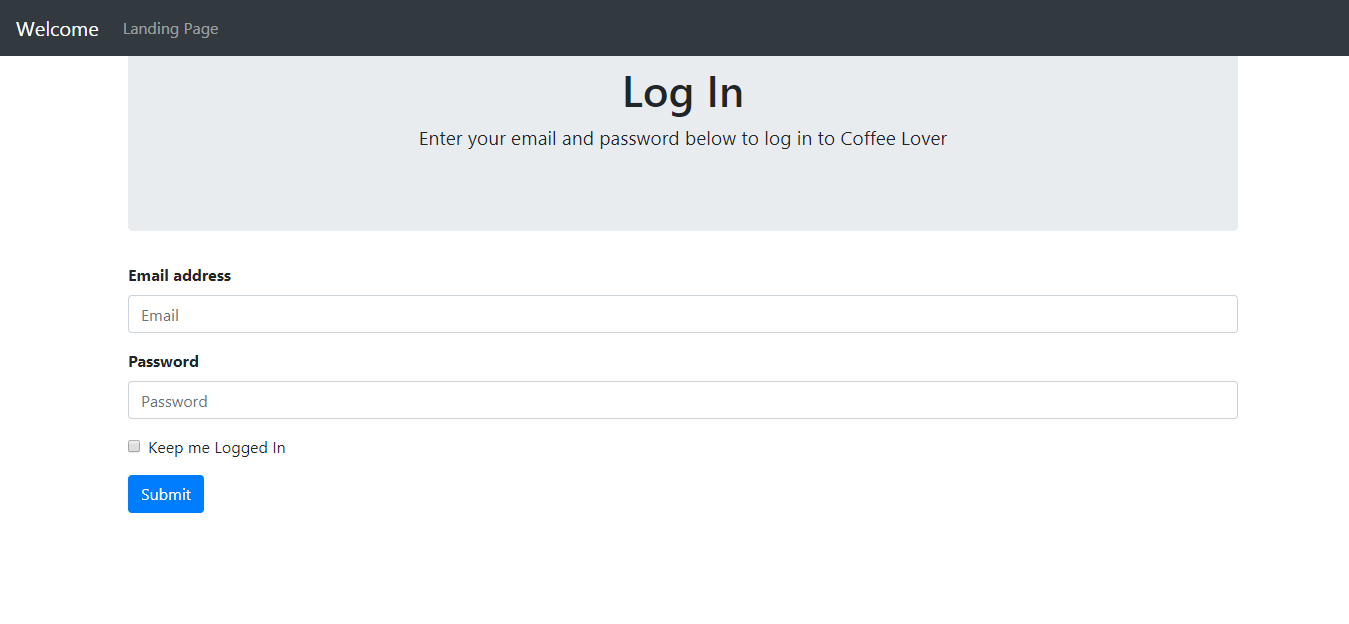 Welcome Landing Page
Log In
Enter your email and password below to log in to Coffee Lover
Email address
Email
Password
Password
Keep me Logged In
Submit